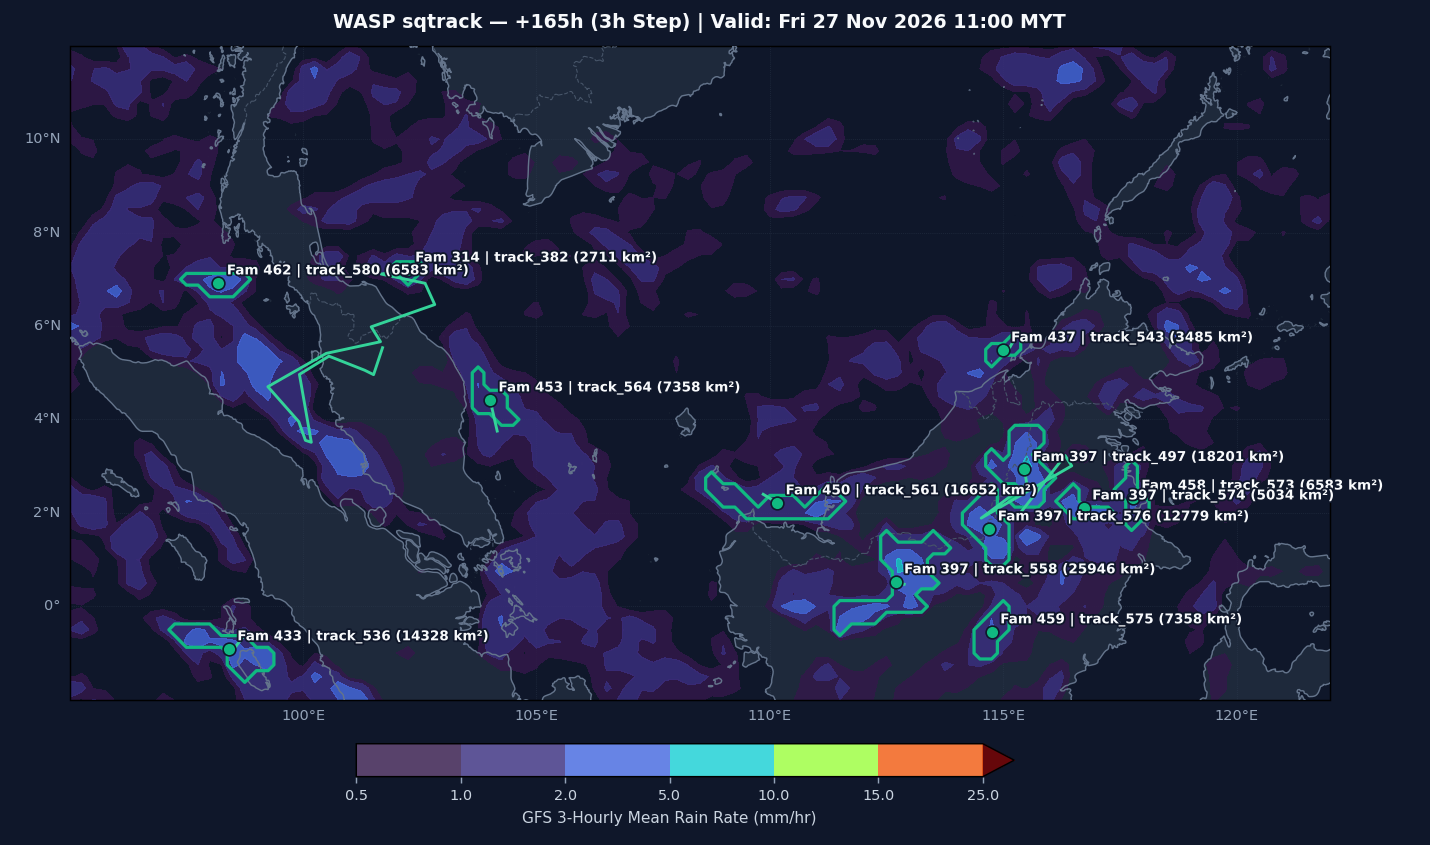 WASP sqtrack — +165h (3h Step) | Valid: Fri 27 Nov 2026 11:00 MYT
10°N
8°N
6°N
4°N
2°N
0°
Fam 314 | track_382 (2711 km²)
Fam 462 | track_580 (6583 km²)
Fam 437 | track_543 (3485 km²)
Fam 453 | track_564 (7358 km²)
Fam 397 | track_497 (18201 km²)
Fam 458 | track_573 (6583 km²)
Fam 450 | track_561 (16652 km²)
Fam 397 | track_574 (5034 km²)
Fam 397 | track_576 (12779 km²)
Fam 397 | track_558 (25946 km²)
Fam 459 | track_575 (7358 km²)
Fam 433 | track_536 (14328 km²)
100°E 105°E 110°E 115°E 120°E
0.5 1.0 2.0 5.0 10.0 15.0 25.0
GFS 3-Hourly Mean Rain Rate (mm/hr)